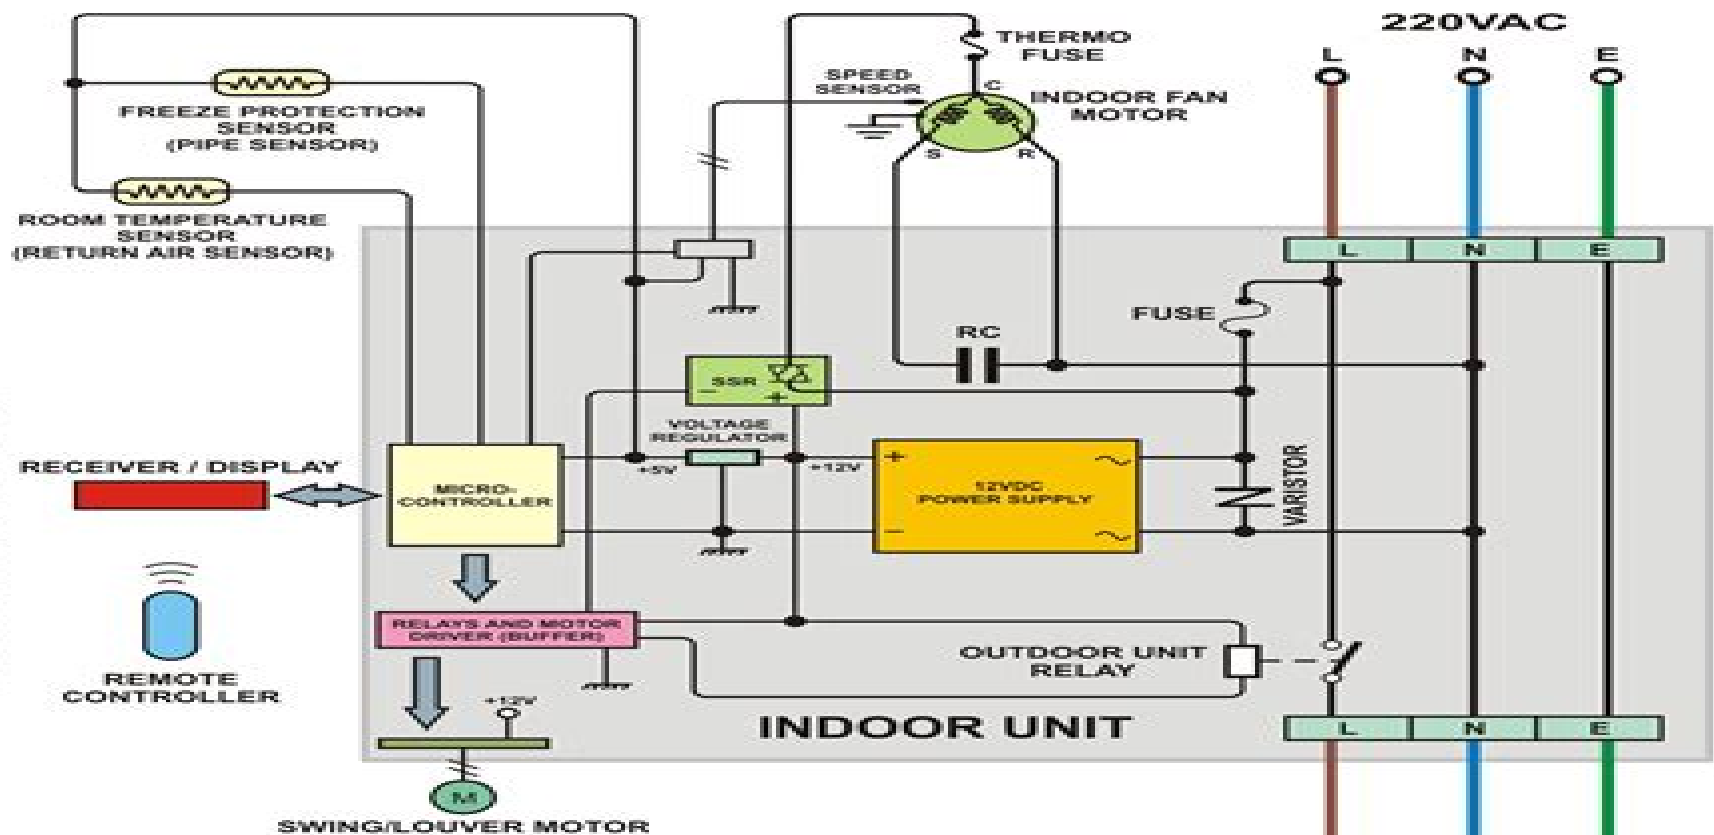 220VAC
L N E
THERMO
FUSE
SPEED
SENSOR
C
INDOOR FAN
MOTOR
S R
FREEZE PROTECTION
SENSOR
(PIPE SENSOR)
ROOM TEMPERATURE
SENSOR
(RETURN AIR SENSOR)
L N E
FUSE
RC
SSR
- +
VOLTAGE
REGULATOR
+5V +12V
RECEIVER / DISPLAY
MICRO-
CONTROLLER
+ -
12VDC
POWER SUPPLY
VARISTOR
REMOTE
CONTROLLER
RELAYS AND MOTOR
DRIVER (BUFFER)
OUTDOOR UNIT
RELAY
+12V
INDOOR UNIT
L N E
M
SWING/LOUVER MOTOR